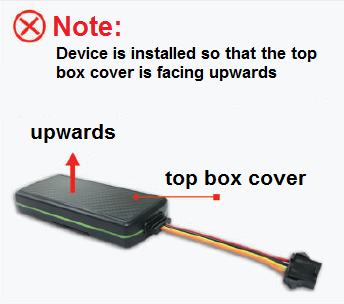 Note:
Device is installed so that the top
box cover is facing upwards
upwards
top box cover